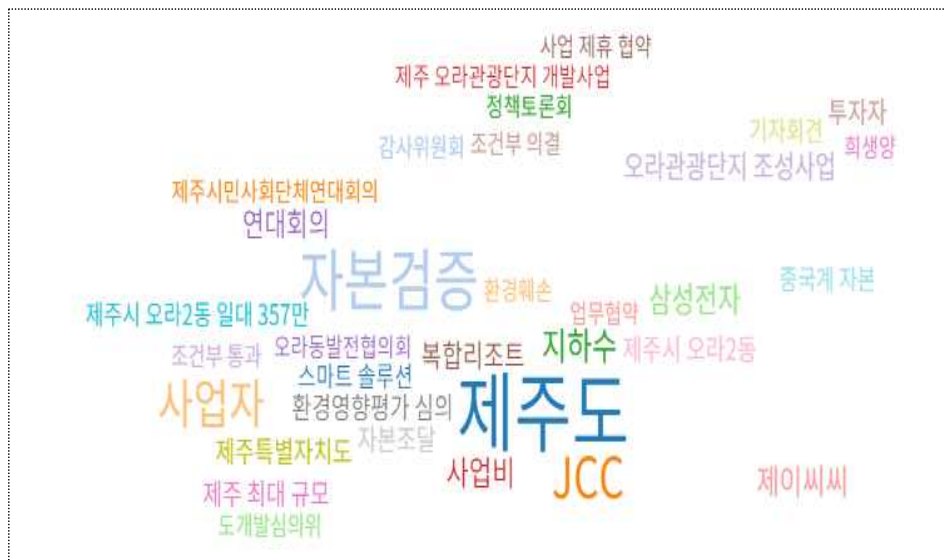 사업 제휴 협약
제주 오라관광단지 개발사업
정책토론회
투자자
기자회견
감사위원회
조건부 의결
희생양
오라관광단지 조성사업
제주시민사회단체연대회의
연대회의
자본검증
환경훼손
중국계 자본
삼성전자
제주시 오라2동 일대 357만
업무협약
오라동발전협의회
지하수
제주시 오라2동
조건부 통과
복합리조트
스마트 솔루션
사업자
환경영향평가 심의
제주도
자본조달
제주특별자치도
사업비
JCC
제이씨씨
제주 최대 규모
도개발심의위